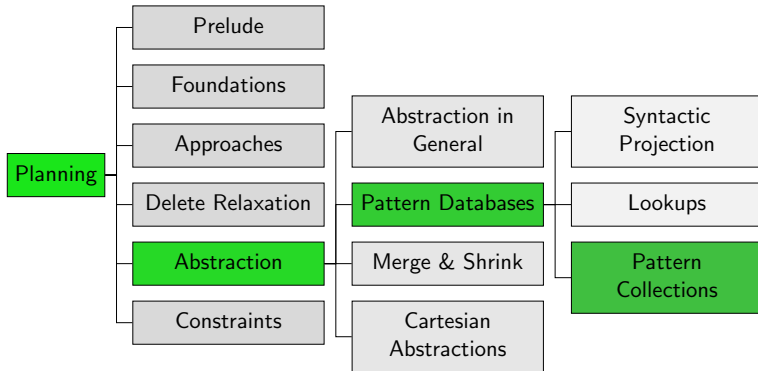 Planning
Prelude
Foundations
Approaches
Delete Relaxation
Abstraction
Constraints
Abstraction in
General
Pattern Databases
Merge & Shrink
Cartesian
Abstractions
Syntactic
Projection
Lookups
Pattern
Collections